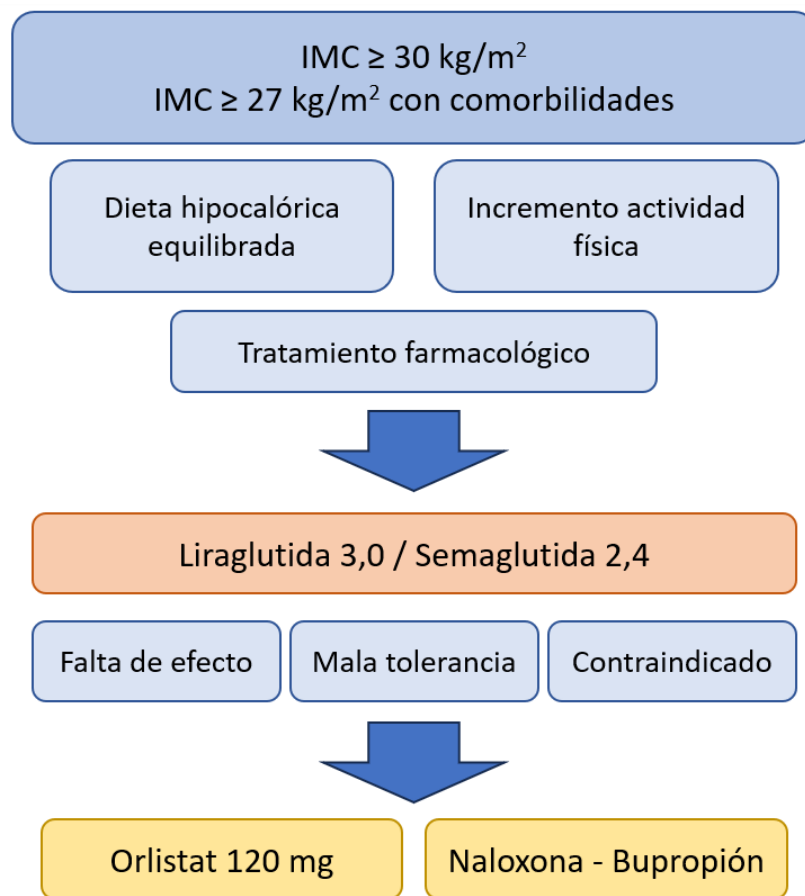 IMC ≥ 30 kg/m²
IMC ≥ 27 kg/m² con comorbilidades
Dieta hipocalórica
equilibrada
Incremento actividad
física
Tratamiento farmacológico
Liraglutida 3,0 / Semaglutida 2,4
Falta de efecto
Mala tolerancia
Contraindicado
Orlistat 120 mg
Naloxona - Bupropión